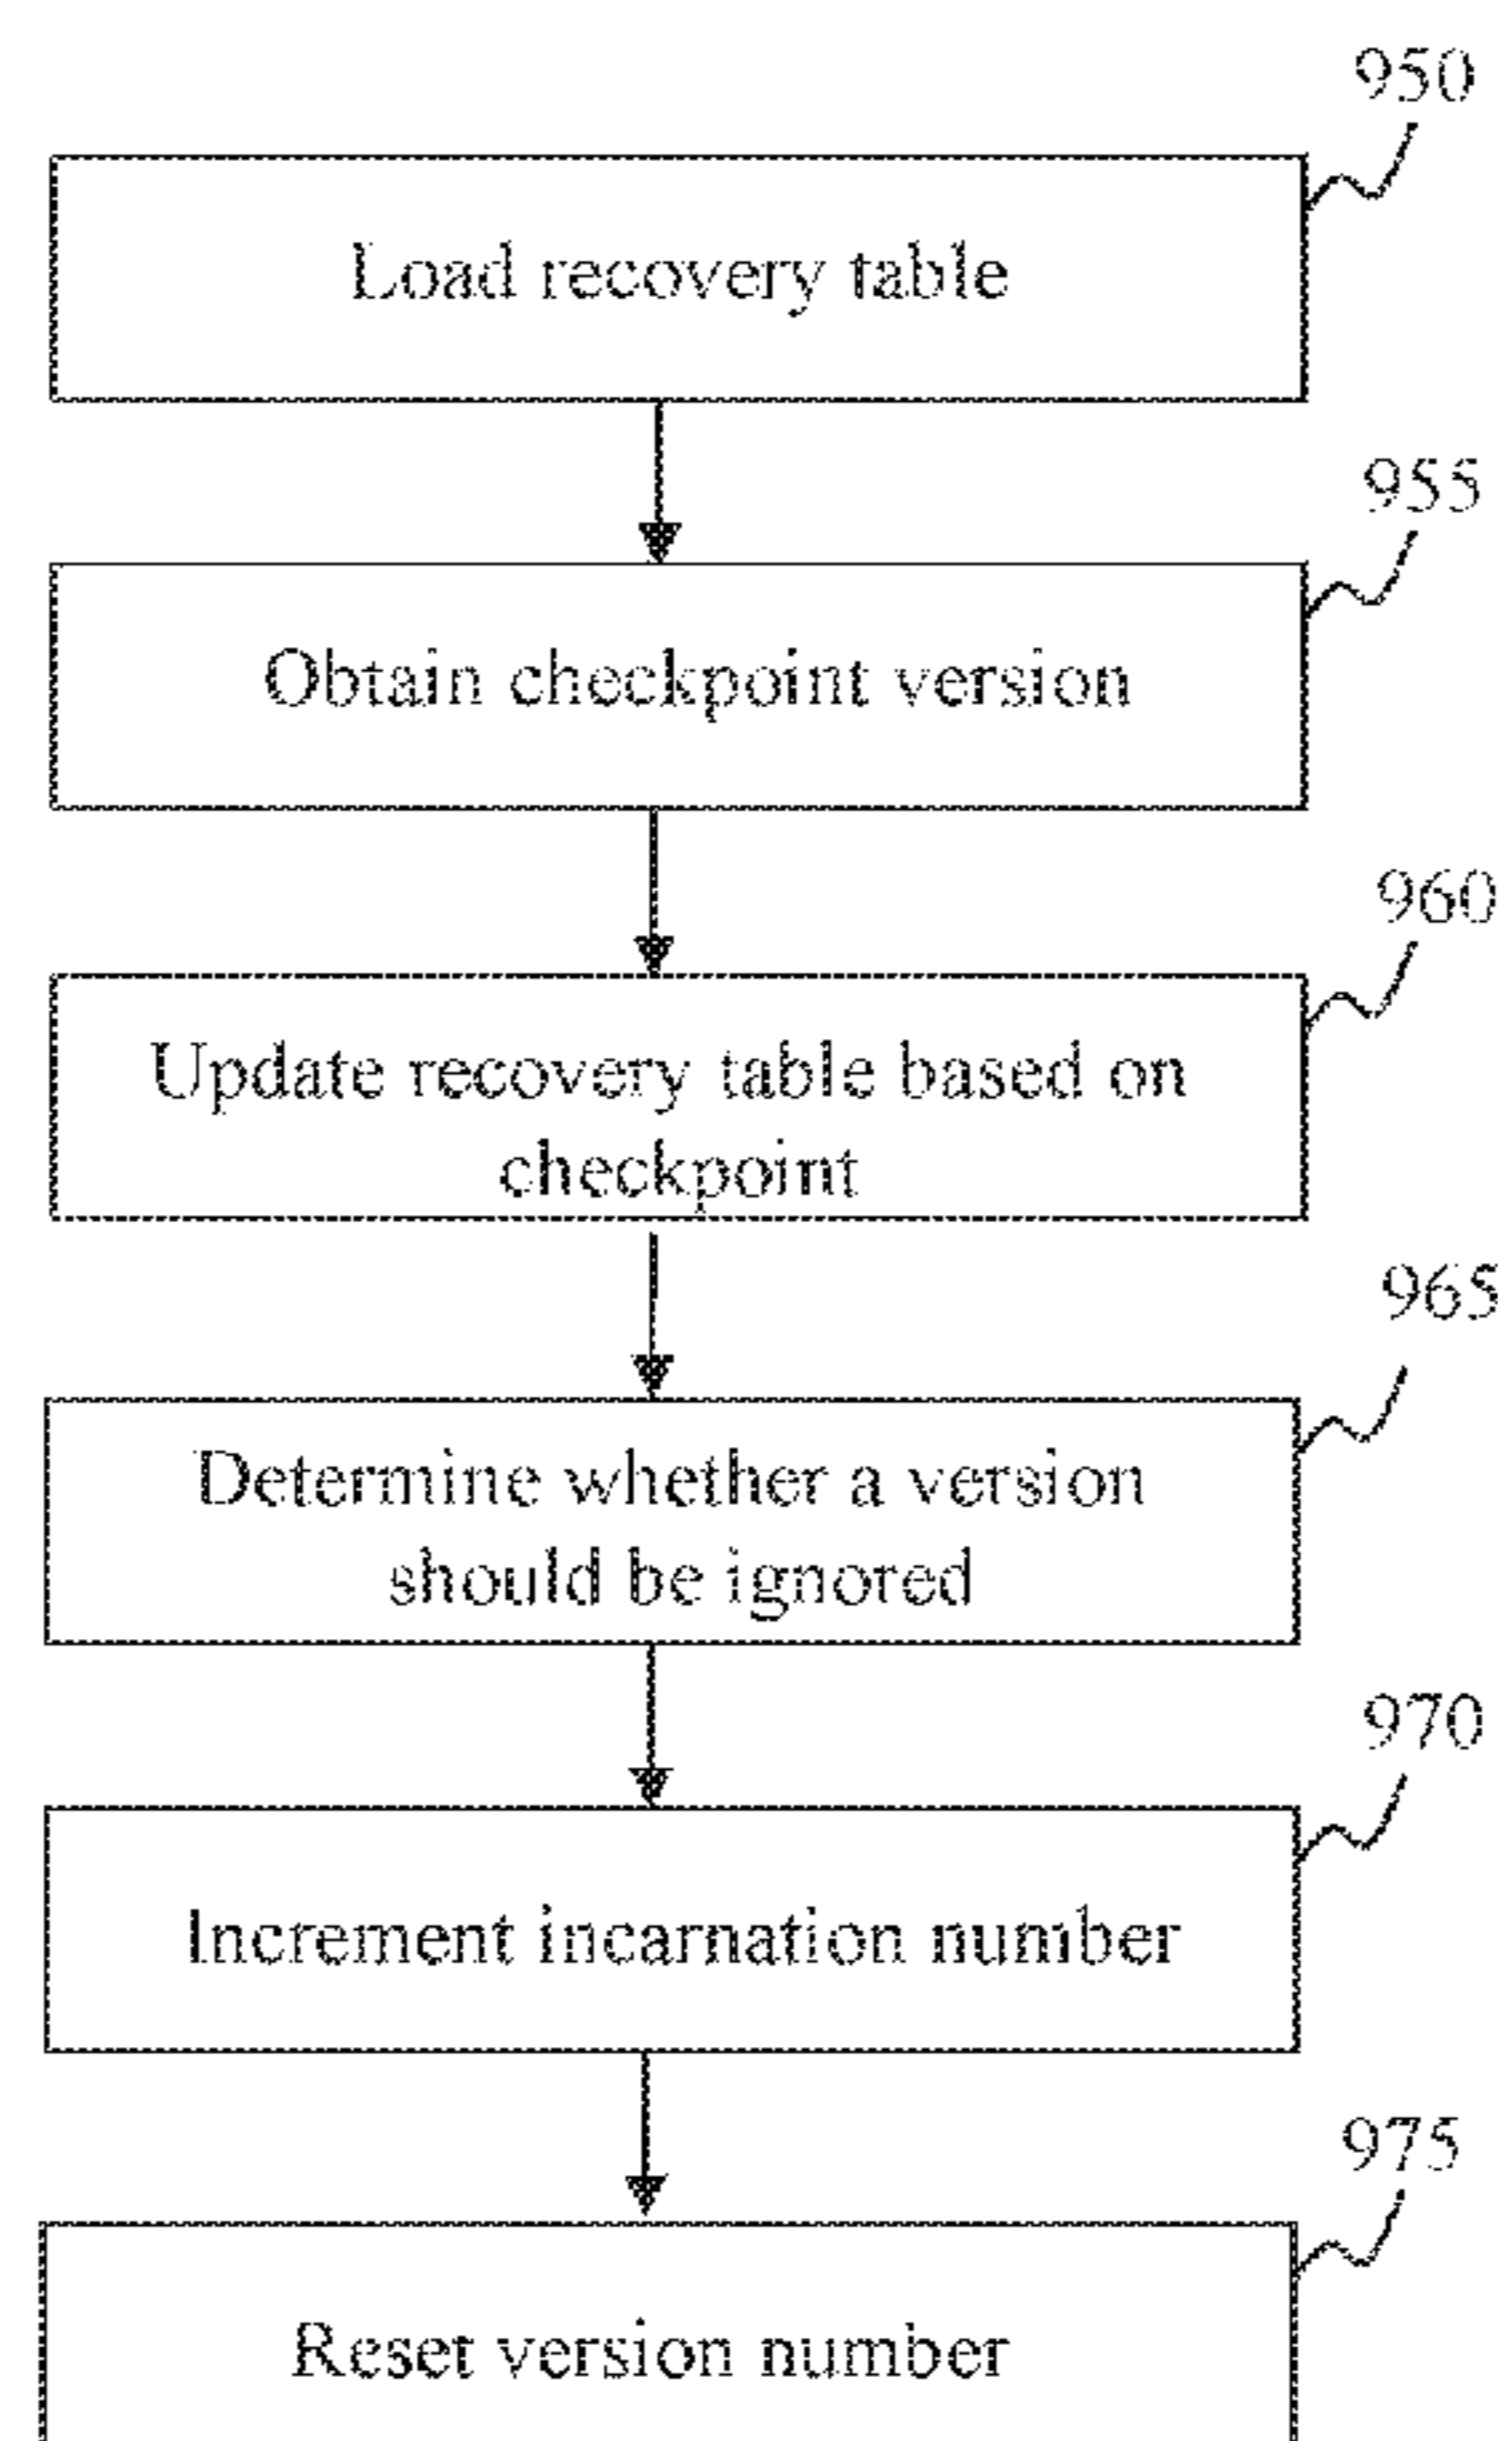 950
Load recovery table
955
Obtain checkpoint version
960
Update recovery table based on
checkpoint
965
Determine whether a version
should be ignored
970
Increment incarnation number
975
Reset version number